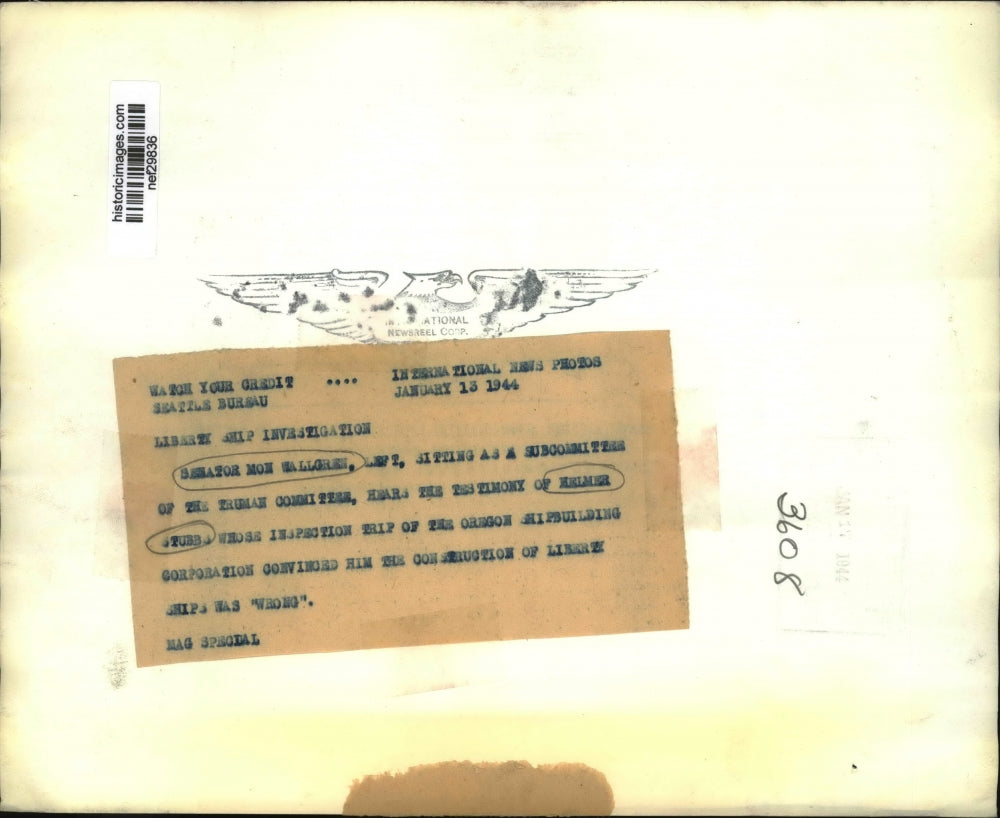 historicimages.com
nef29836
NEWSREEL CORP.
WATCH YOUR CREDIT .... INTERNATIONAL NEWS PHOTOS
SEATTLE BUREAU JANUARY 13 1944
LIBERTY SHIP INVESTIGATION
SENATOR MON WALLGREN, LEFT, SITTING AS A SUBCOMMITTEE
OF THE TRUMAN COMMITTEE, HEARS THE TESTIMONY OF HELMER
STUBBS WHOSE INSPECTION TRIP OF THE OREGON SHIPBUILDING
CORPORATION CONVINCED HIM THE CONSTRUCTION OF LIBERTY
SHIPS WAS "WRONG".
MAG SPECIAL
3608
1944